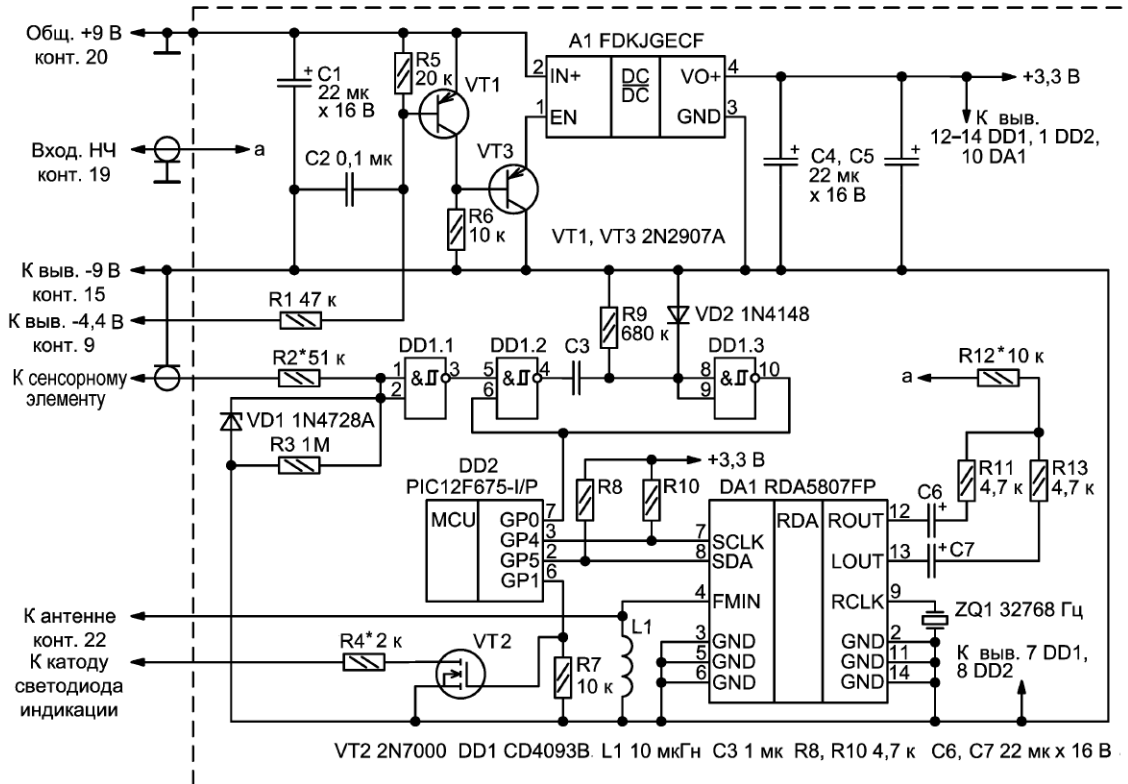 Общ. +9 В
конт. 20
Вход. НЧ
конт. 19
а
К выв. -9 В
конт. 15
К выв. -4,4 В
конт. 9
К сенсорному
элементу
К антенне
конт. 22
К катоду
светодиода
индикации
+ C1
22 мк
х 16 В
C2 0,1 мк
R5
20 к
VT1
VT3
R6
10 к
VT1, VT3 2N2907A
A1 FDKJGECF
2 IN+
1 EN
DC
DC
VO+ 4
GND 3
+3,3 В
К выв.
12–14 DD1, 1 DD2,
10 DA1
+
C4, C5
22 мк
х 16 В
+
R1 47 к
R2*51 к
VD1 1N4728A
R3 1М
DD1.1
1
2
&
3
DD1.2
5
6
&
4
C3
R9
680 к
VD2 1N4148
DD1.3
8
9
&
10
R12*10 к
а
R11
4,7 к
R13
4,7 к
C6
+
+
C7
DD2
PIC12F675-I/P
MCU
GP0 7
GP4 3
GP5 2
GP1 6
R8
R10
+3,3 В
DA1 RDA5807FP
RDA
7 SCLK
8 SDA
4 FMIN
3 GND
5 GND
6 GND
ROUT 12
LOUT 13
RCLK 9
GND 2
GND 11
GND 14
ZQ1 32768 Гц
К выв. 7 DD1,
8 DD2
R4*2 к
VT2
R7
10 к
L1
VT2 2N7000 DD1 CD4093B. L1 10 мкГн C3 1 мк R8, R10 4,7 к C6, C7 22 мк х 16 В